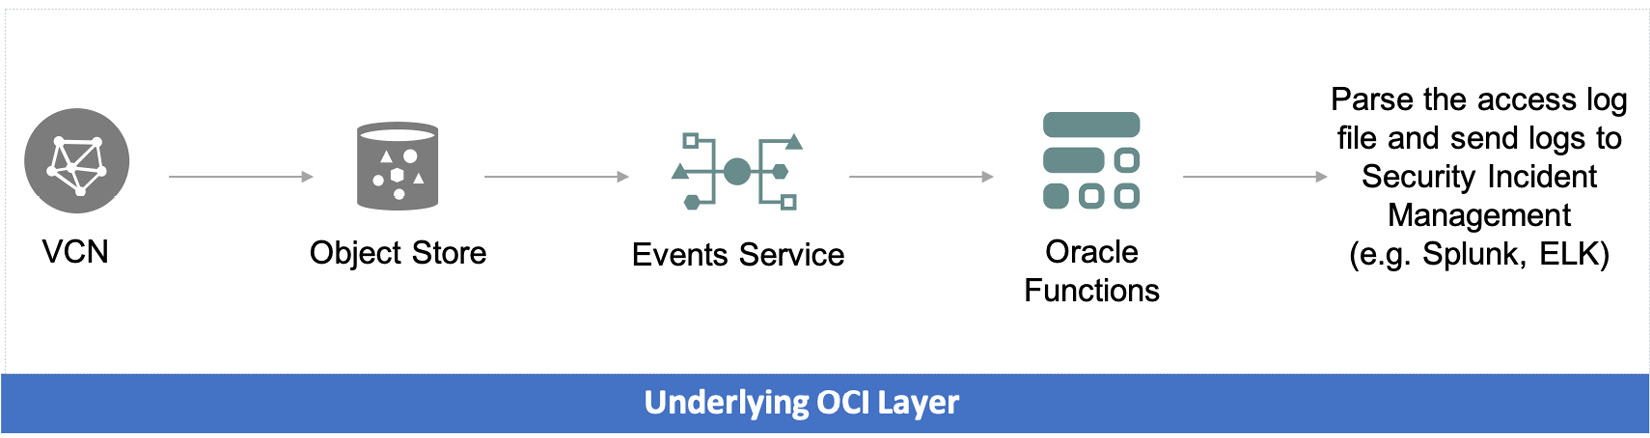 VCN
Object Store
Events Service
Oracle
Functions
Parse the access log
file and send logs to
Security Incident
Management
(e.g. Splunk, ELK)
Underlying OCI Layer